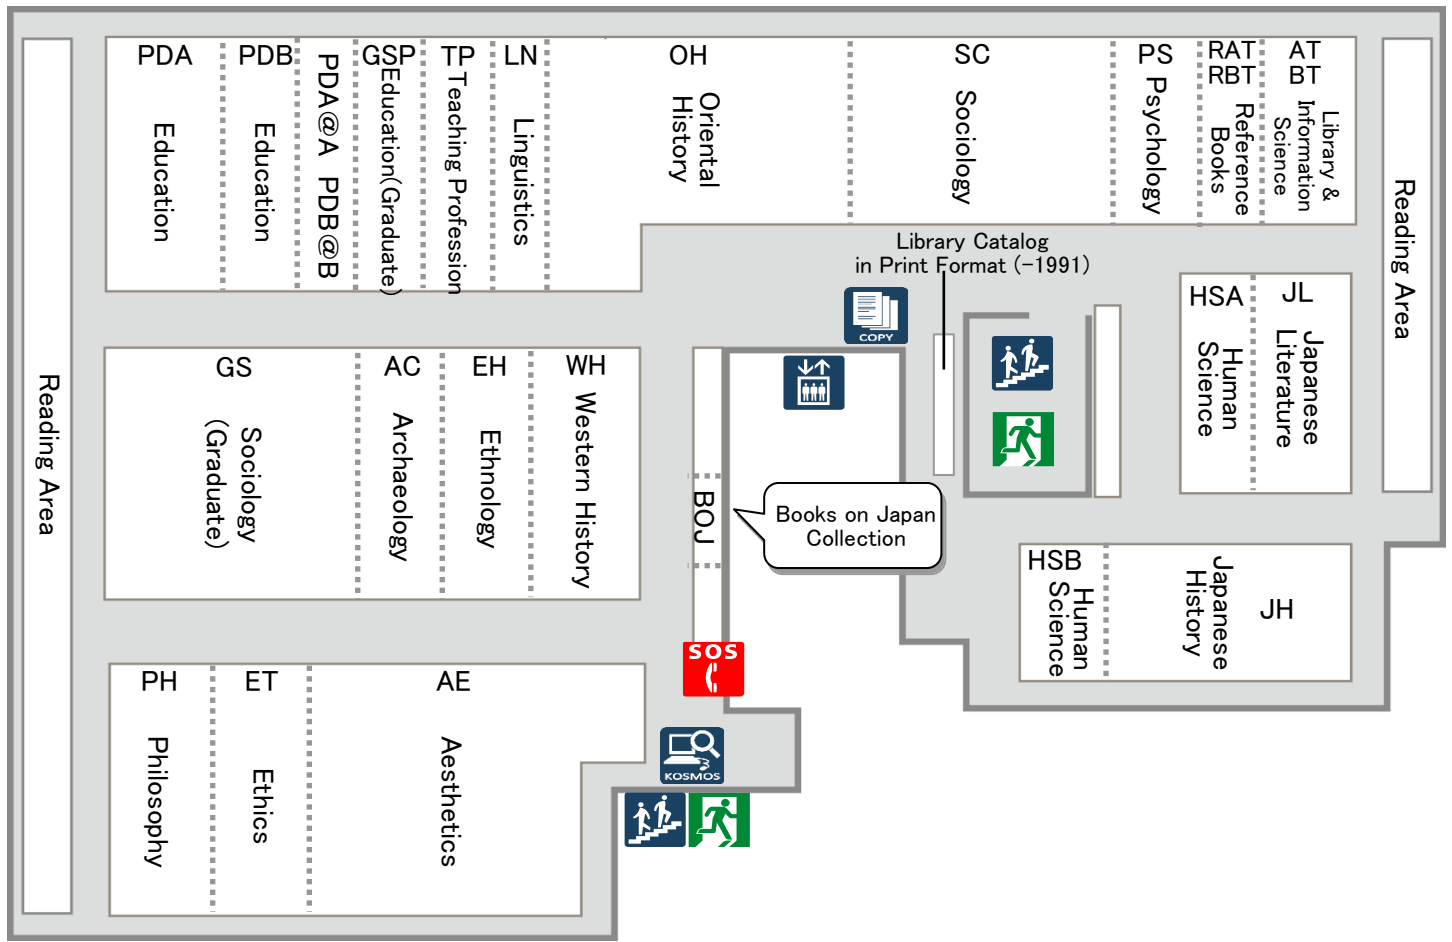 PDA
Education
PDB
Education
PDA@A PDB@B
GSP
Education(Graduate)
TP
Teaching Profession
LN
Linguistics
OH
Oriental
History
SC
Sociology
PS
Psychology
RAT
RBT
Reference
Books
AT
BT
Library &
Information
Science
Reading Area
Library Catalog
in Print Format (-1991)
COPY
HSA
Human
Science
JL
Japanese
Literature
Reading Area
GS
Sociology
(Graduate)
AC
Archaeology
EH
Ethnology
WH
Western History
BOJ
Books on Japan
Collection
HSB
Human
Science
Japanese
History
JH
SOS
PH
Philosophy
ET
Ethics
AE
Aesthetics
KOSMOS